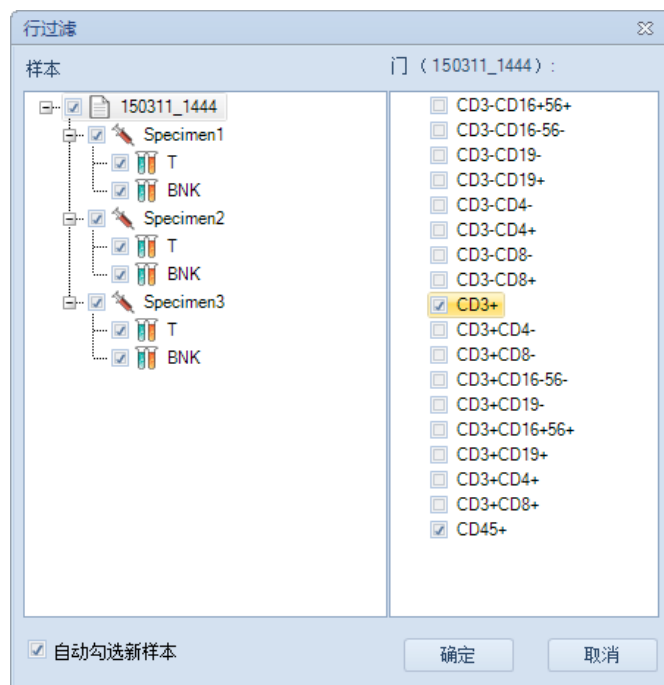 行过滤
样本
门（150311_1444）:
150311_1444
Specimen1
T
BNK
Specimen2
T
BNK
Specimen3
T
BNK
CD3-CD16+56+
CD3-CD16-56-
CD3-CD19-
CD3-CD19+
CD3-CD4-
CD3-CD4+
CD3-CD8-
CD3-CD8+
CD3+
CD3+CD4-
CD3+CD8-
CD3+CD16-56-
CD3+CD19-
CD3+CD16+56+
CD3+CD19+
CD3+CD4+
CD3+CD8+
CD45+
自动勾选新样本
确定
取消